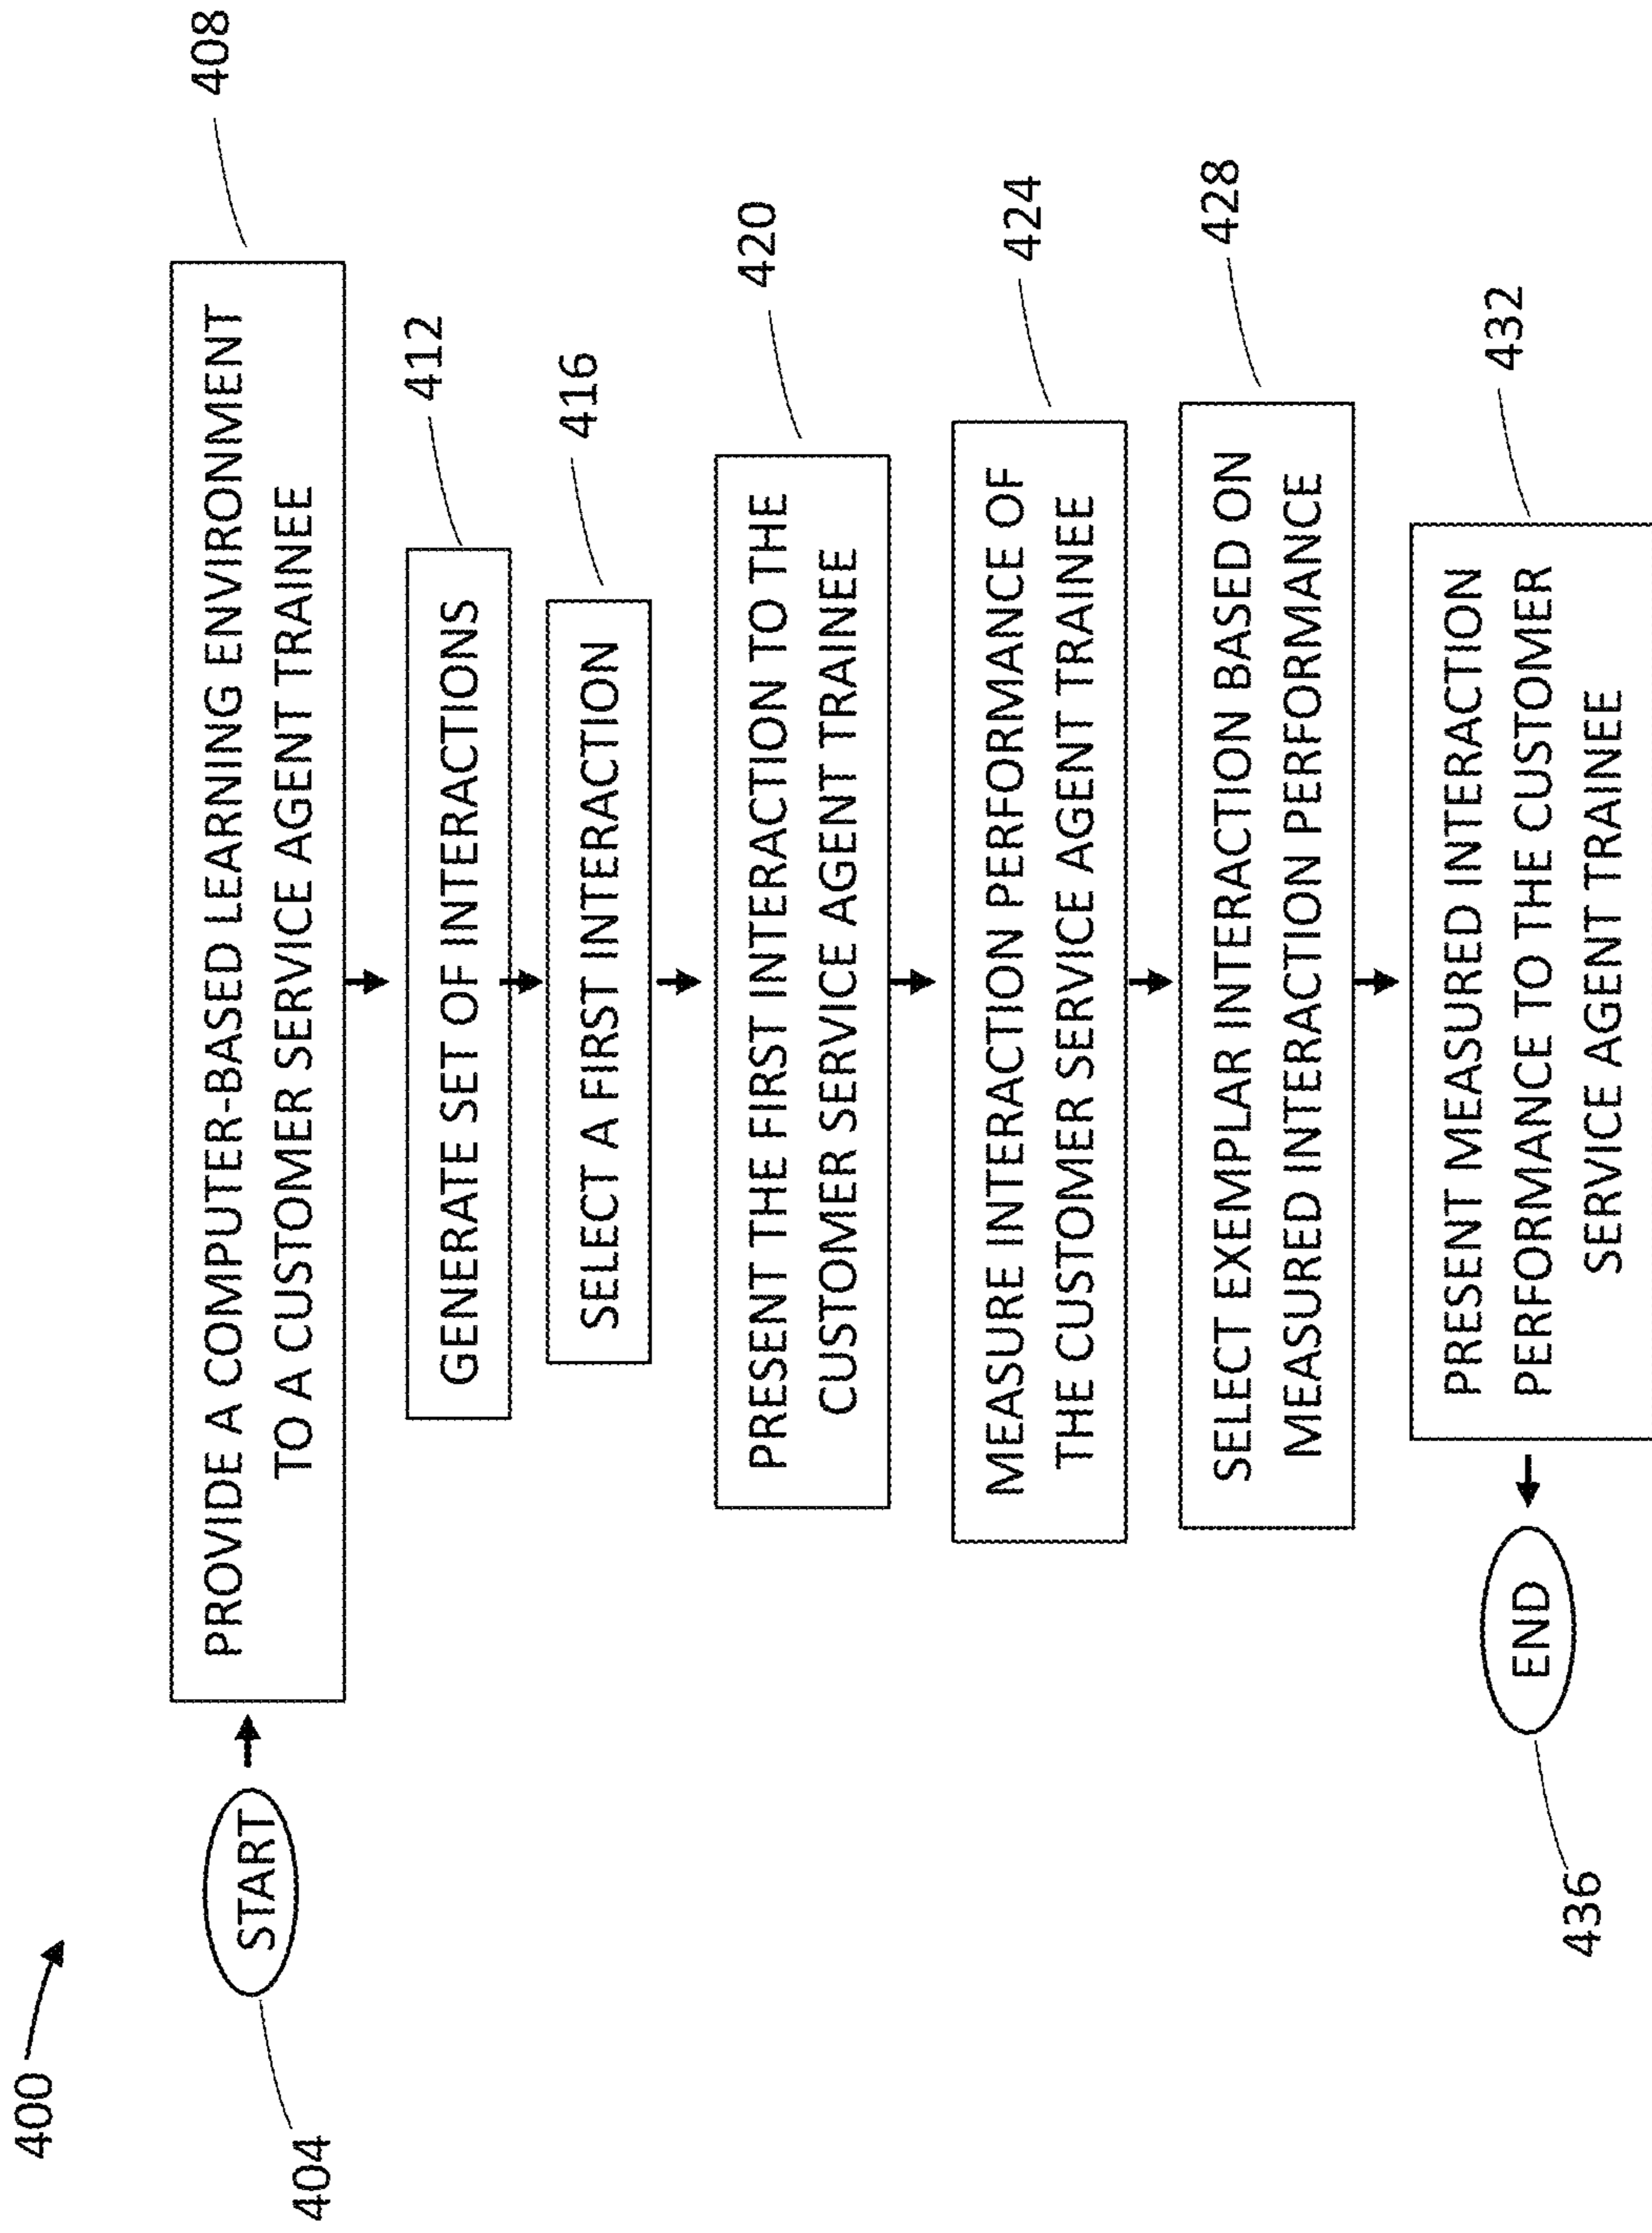 400
404
START
PROVIDE A COMPUTER-BASED LEARNING ENVIRONMENT
TO A CUSTOMER SERVICE AGENT TRAINEE
408
GENERATE SET OF INTERACTIONS
412
SELECT A FIRST INTERACTION
416
PRESENT THE FIRST INTERACTION TO THE
CUSTOMER SERVICE AGENT TRAINEE
420
MEASURE INTERACTION PERFORMANCE OF
THE CUSTOMER SERVICE AGENT TRAINEE
424
SELECT EXEMPLAR INTERACTION BASED ON
MEASURED INTERACTION PERFORMANCE
428
PRESENT MEASURED INTERACTION
PERFORMANCE TO THE CUSTOMER
SERVICE AGENT TRAINEE
432
END
436